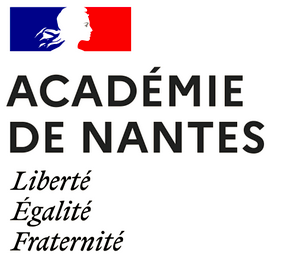 ACADÉMIE
DE NANTES
Liberté
Égalité
Fraternité